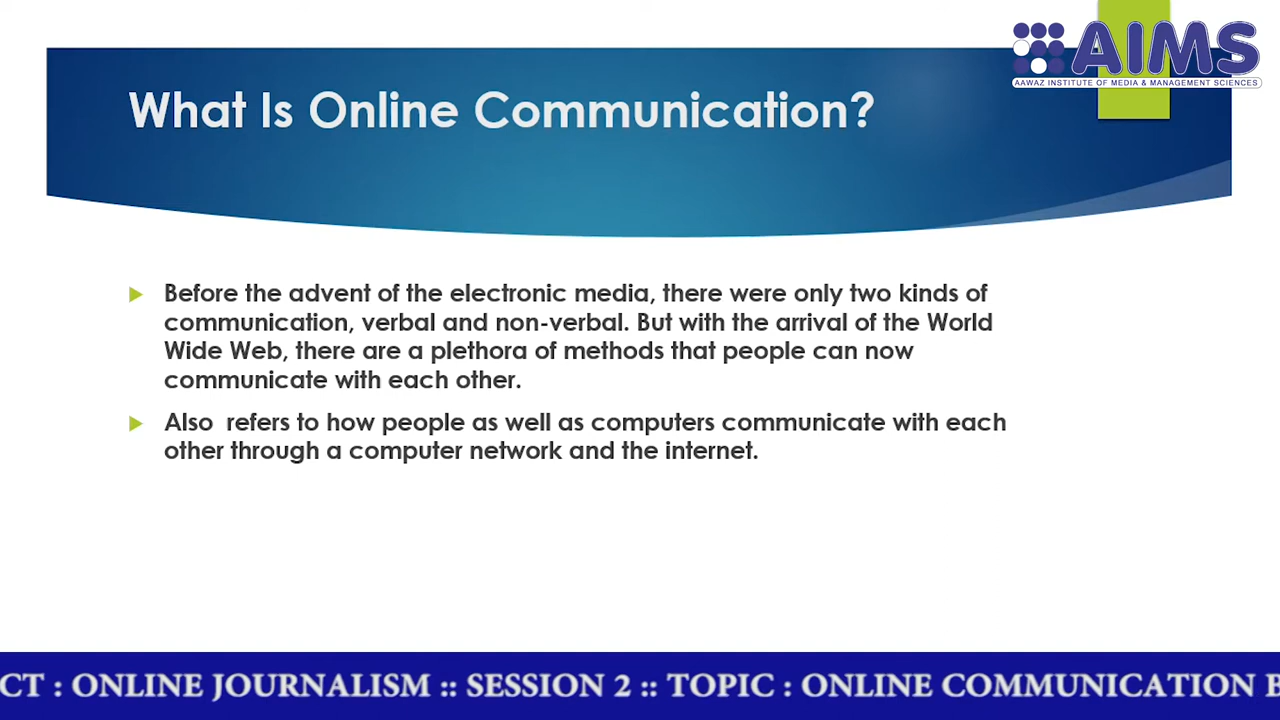 AIMS
AAWAZ INSTITUTE OF MEDIA & MANAGEMENT SCIENCES
What Is Online Communication?
Before the advent of the electronic media, there were only two kinds of
communication, verbal and non-verbal. But with the arrival of the World
Wide Web, there are a plethora of methods that people can now
communicate with each other.
Also refers to how people as well as computers communicate with each
other through a computer network and the internet.
CT : ONLINE JOURNALISM :: SESSION 2 :: TOPIC : ONLINE COMMUNICATION B